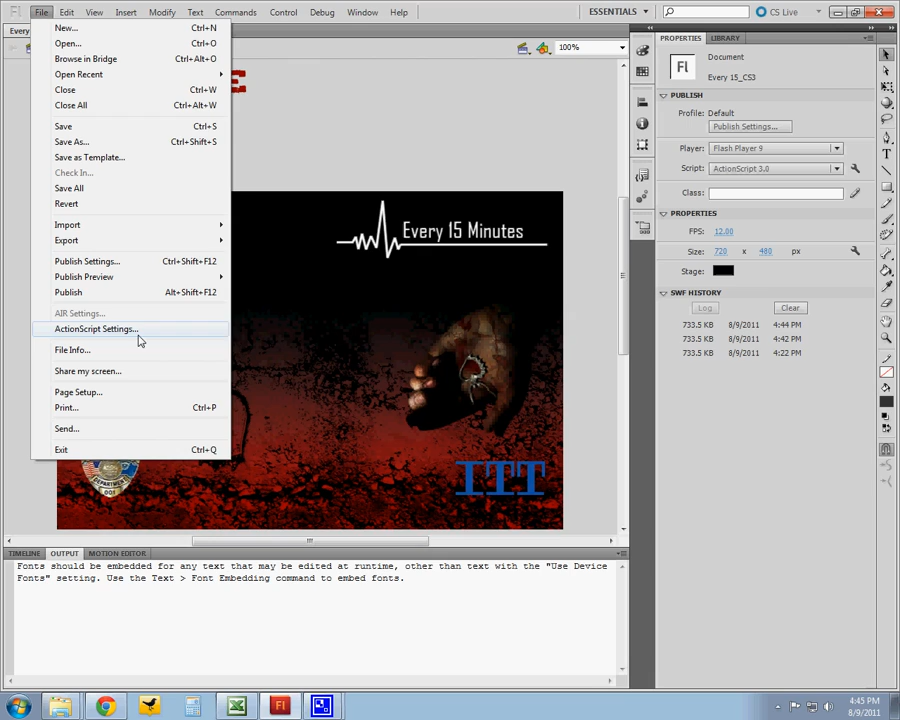 Fl File Edit View Insert Modify Text Commands Control Debug Window Help ESSENTIALS CS Live
Every
100%
E
New... Ctrl+N
Open... Ctrl+O
Browse in Bridge Ctrl+Alt+O
Open Recent
Close Ctrl+W
Close All Ctrl+Alt+W
Save Ctrl+S
Save As... Ctrl+Shift+S
Save as Template...
Check In...
Save All
Revert
Import
Export
Publish Settings... Ctrl+Shift+F12
Publish Preview
Publish Alt+Shift+F12
AIR Settings...
ActionScript Settings...
File Info...
Share my screen...
Page Setup...
Print... Ctrl+P
Send...
Exit Ctrl+Q
Every 15 Minutes
DEPARTMENT
001
ITT
PROPERTIES LIBRARY
Fl
Document
Every 15_CS3
PUBLISH
Profile: Default
Publish Settings...
Player: Flash Player 9
Script: ActionScript 3.0
Class:
PROPERTIES
FPS: 12.00
Size: 720 x 480 px
Stage:
SWF HISTORY
Log Clear
733.5 KB 8/9/2011 4:44 PM
733.5 KB 8/9/2011 4:42 PM
733.5 KB 8/9/2011 4:22 PM
TIMELINE OUTPUT MOTION EDITOR
Fonts should be embedded for any text that may be edited at runtime, other than text with the "Use Device
Fonts" setting. Use the Text > Font Embedding command to embed fonts.
Fl
4:45 PM
8/9/2011